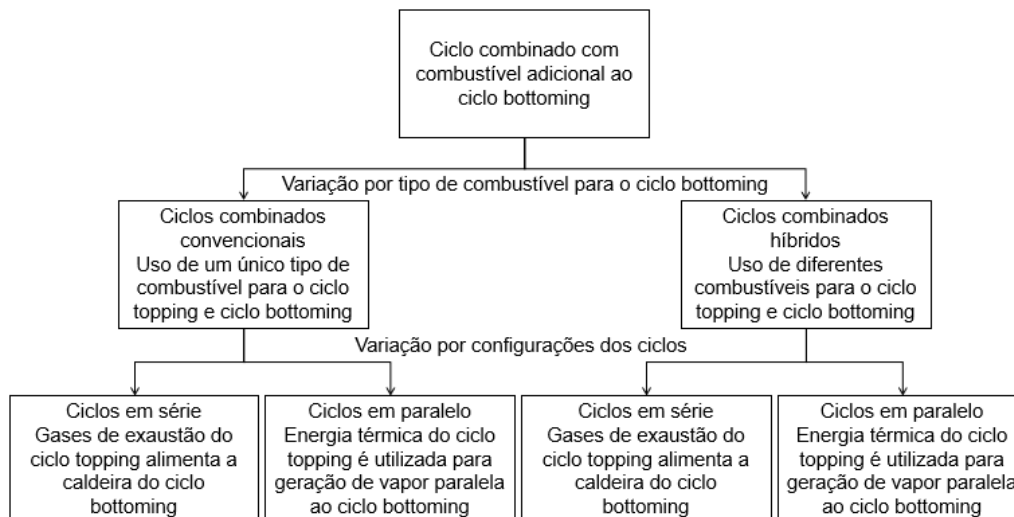 Ciclo combinado com
combustível adicional ao
ciclo bottoming
Variação por tipo de combustível para o ciclo bottoming
Ciclos combinados
convencionais
Uso de um único tipo de
combustível para o ciclo
topping e ciclo bottoming
Ciclos combinados
híbridos
Uso de diferentes
combustíveis para o ciclo
topping e ciclo bottoming
Variação por configurações dos ciclos
Ciclos em série
Gases de exaustão do
ciclo topping alimenta a
caldeira do ciclo
bottoming
Ciclos em paralelo
Energia térmica do ciclo
topping é utilizada para
geração de vapor paralela
ao ciclo bottoming
Ciclos em série
Gases de exaustão do
ciclo topping alimenta a
caldeira do ciclo
bottoming
Ciclos em paralelo
Energia térmica do ciclo
topping é utilizada para
geração de vapor paralela
ao ciclo bottoming